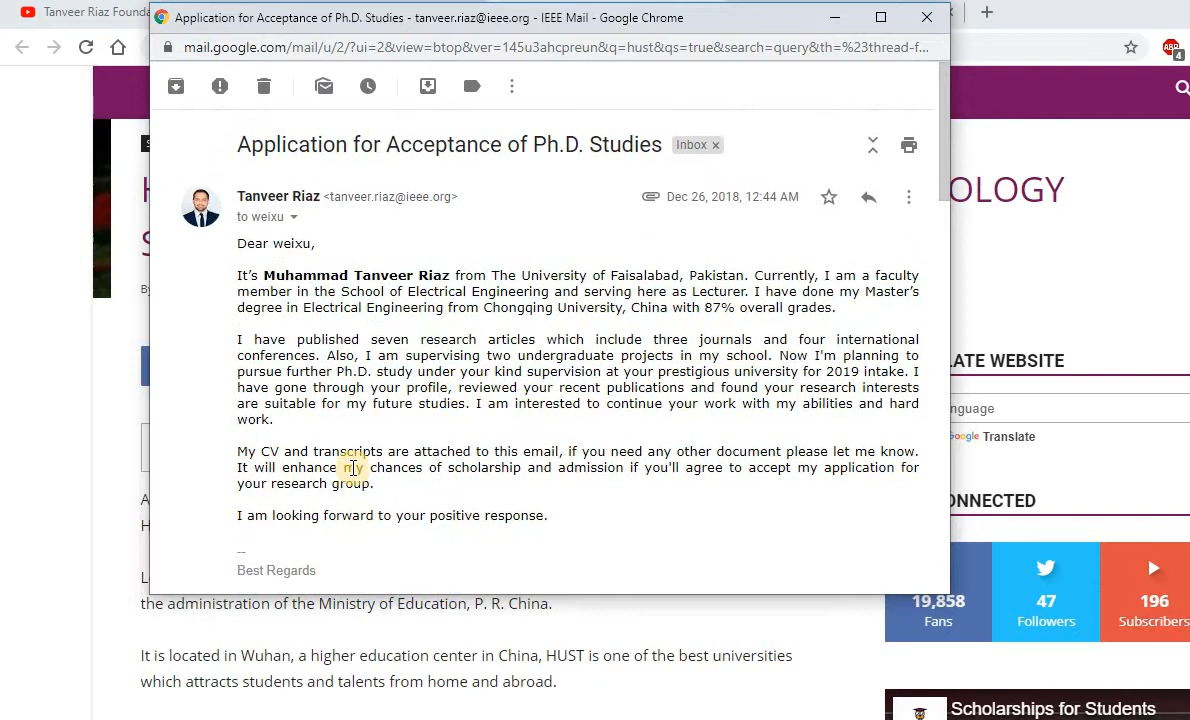 Tanveer Riaz Founda
Application for Acceptance of Ph.D. Studies - tanveer.riaz@ieee.org - IEEE Mail - Google Chrome
mail.google.com/mail/u/2/?ui=2&view=btop&ver=145u3ahcpreun&q=hust&qs=true&search=query&th=%23thread-f...
ABP
4
Application for Acceptance of Ph.D. Studies
Inbox ×
Tanveer Riaz <tanveer.riaz@ieee.org>
Dec 26, 2018, 12:44 AM
to weixu
OLOGY
Dear weixu,
It's Muhammad Tanveer Riaz from The University of Faisalabad, Pakistan. Currently, I am a faculty
member in the School of Electrical Engineering and serving here as Lecturer. I have done my Master's
degree in Electrical Engineering from Chongqing University, China with 87% overall grades.
I have published seven research articles which include three journals and four international
conferences. Also, I am supervising two undergraduate projects in my school. Now I'm planning to
pursue further Ph.D. study under your kind supervision at your prestigious university for 2019 intake. I
have gone through your profile, reviewed your recent publications and found your research interests
are suitable for my future studies. I am interested to continue your work with my abilities and hard
work.
My CV and transcripts are attached to this email, if you need any other document please let me know.
It will enhance my chances of scholarship and admission if you'll agree to accept my application for
your research group.
I am looking forward to your positive response.
--
Best Regards
LATE WEBSITE
nguage
Google Translate
ONNECTED
19,858
Fans
47
Followers
196
Subscribers
the administration of the Ministry of Education, P. R. China.
It is located in Wuhan, a higher education center in China, HUST is one of the best universities
which attracts students and talents from home and abroad.
Scholarships for Students